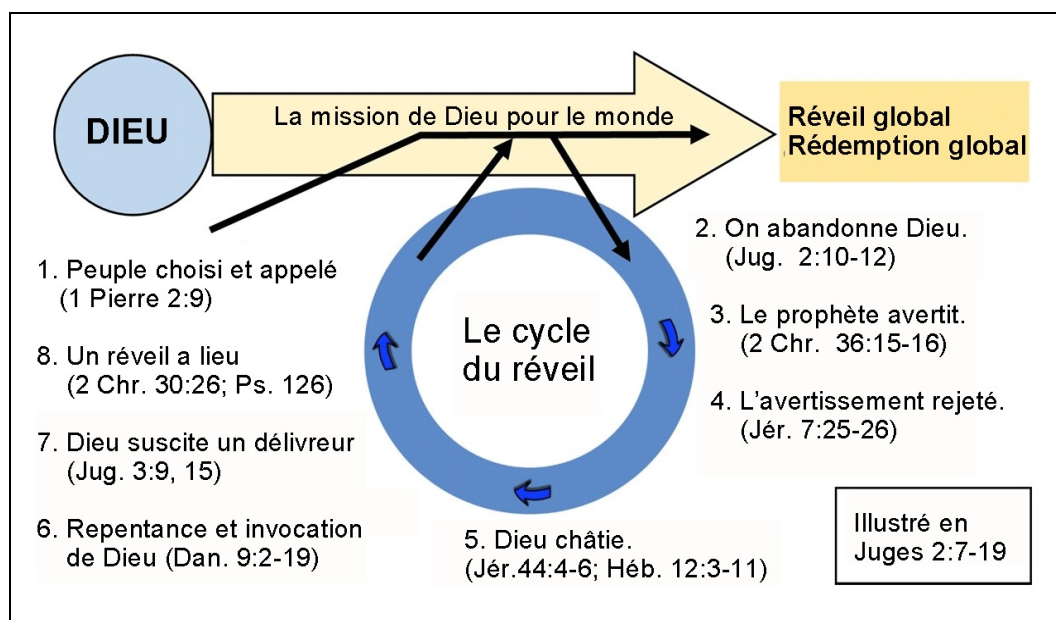 DIEU
La mission de Dieu pour le monde
Réveil global
Rédemption global
1. Peuple choisi et appelé
(1 Pierre 2:9)
2. On abandonne Dieu.
(Jug. 2:10-12)
3. Le prophète avertit.
(2 Chr. 36:15-16)
4. L'avertissement rejeté.
(Jér. 7:25-26)
5. Dieu châtie.
(Jér.44:4-6; Héb. 12:3-11)
6. Repentance et invocation
de Dieu (Dan. 9:2-19)
7. Dieu suscite un délivreur
(Jug. 3:9, 15)
8. Un réveil a lieu
(2 Chr. 30:26; Ps. 126)
Le cycle
du réveil
Illustré en
Juges 2:7-19